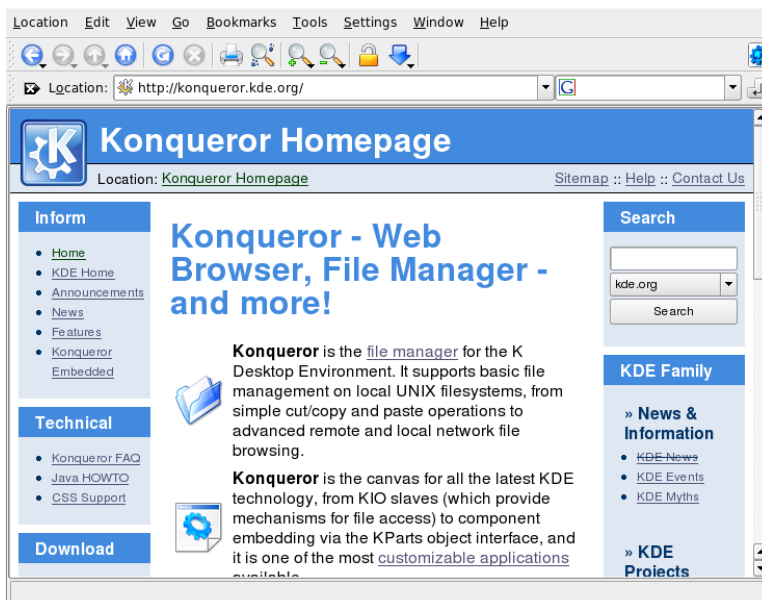 Location Edit View Go Bookmarks Tools Settings Window Help
Location: http://konqueror.kde.org/ G
K
Konqueror Homepage
Location: Konqueror Homepage
Sitemap :: Help :: Contact Us
Inform
Home
KDE Home
Announcements
News
Features
Konqueror
Embedded
Technical
Konqueror FAQ
Java HOWTO
CSS Support
Download
Konqueror - Web
Browser, File Manager -
and more!
Konqueror is the file manager for the K
Desktop Environment. It supports basic file
management on local UNIX filesystems, from
simple cut/copy and paste operations to
advanced remote and local network file
browsing.
Konqueror is the canvas for all the latest KDE
technology, from KIO slaves (which provide
mechanisms for file access) to component
embedding via the KParts object interface, and
it is one of the most customizable applications
available
Search
kde.org
Search
KDE Family
» News &
Information
KDE News
KDE Events
KDE Myths
» KDE
Projects